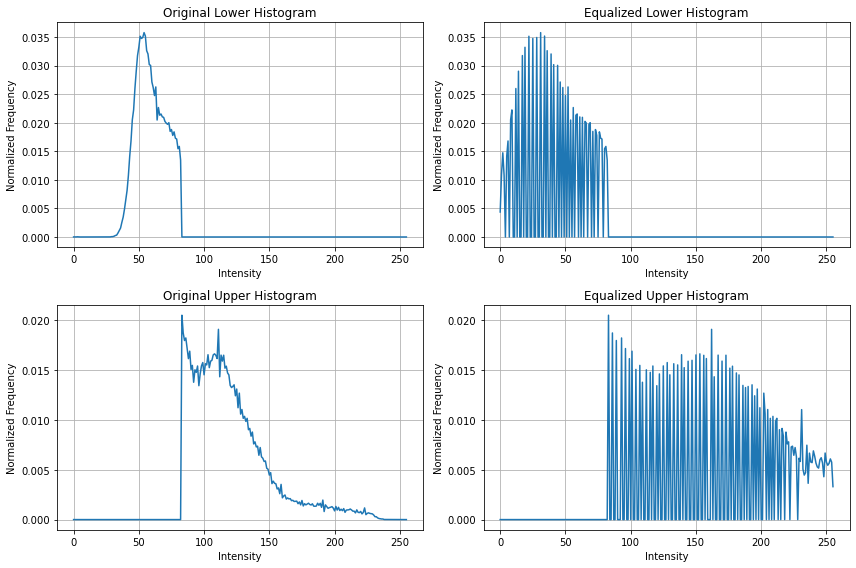 Original Lower Histogram
Normalized Frequency
0.035
0.030
0.025
0.020
0.015
0.010
0.005
0.000
0 50 100 150 200 250
Intensity
Equalized Lower Histogram
Normalized Frequency
0.035
0.030
0.025
0.020
0.015
0.010
0.005
0.000
0 50 100 150 200 250
Intensity
Original Upper Histogram
Normalized Frequency
0.020
0.015
0.010
0.005
0.000
0 50 100 150 200 250
Intensity
Equalized Upper Histogram
Normalized Frequency
0.020
0.015
0.010
0.005
0.000
0 50 100 150 200 250
Intensity